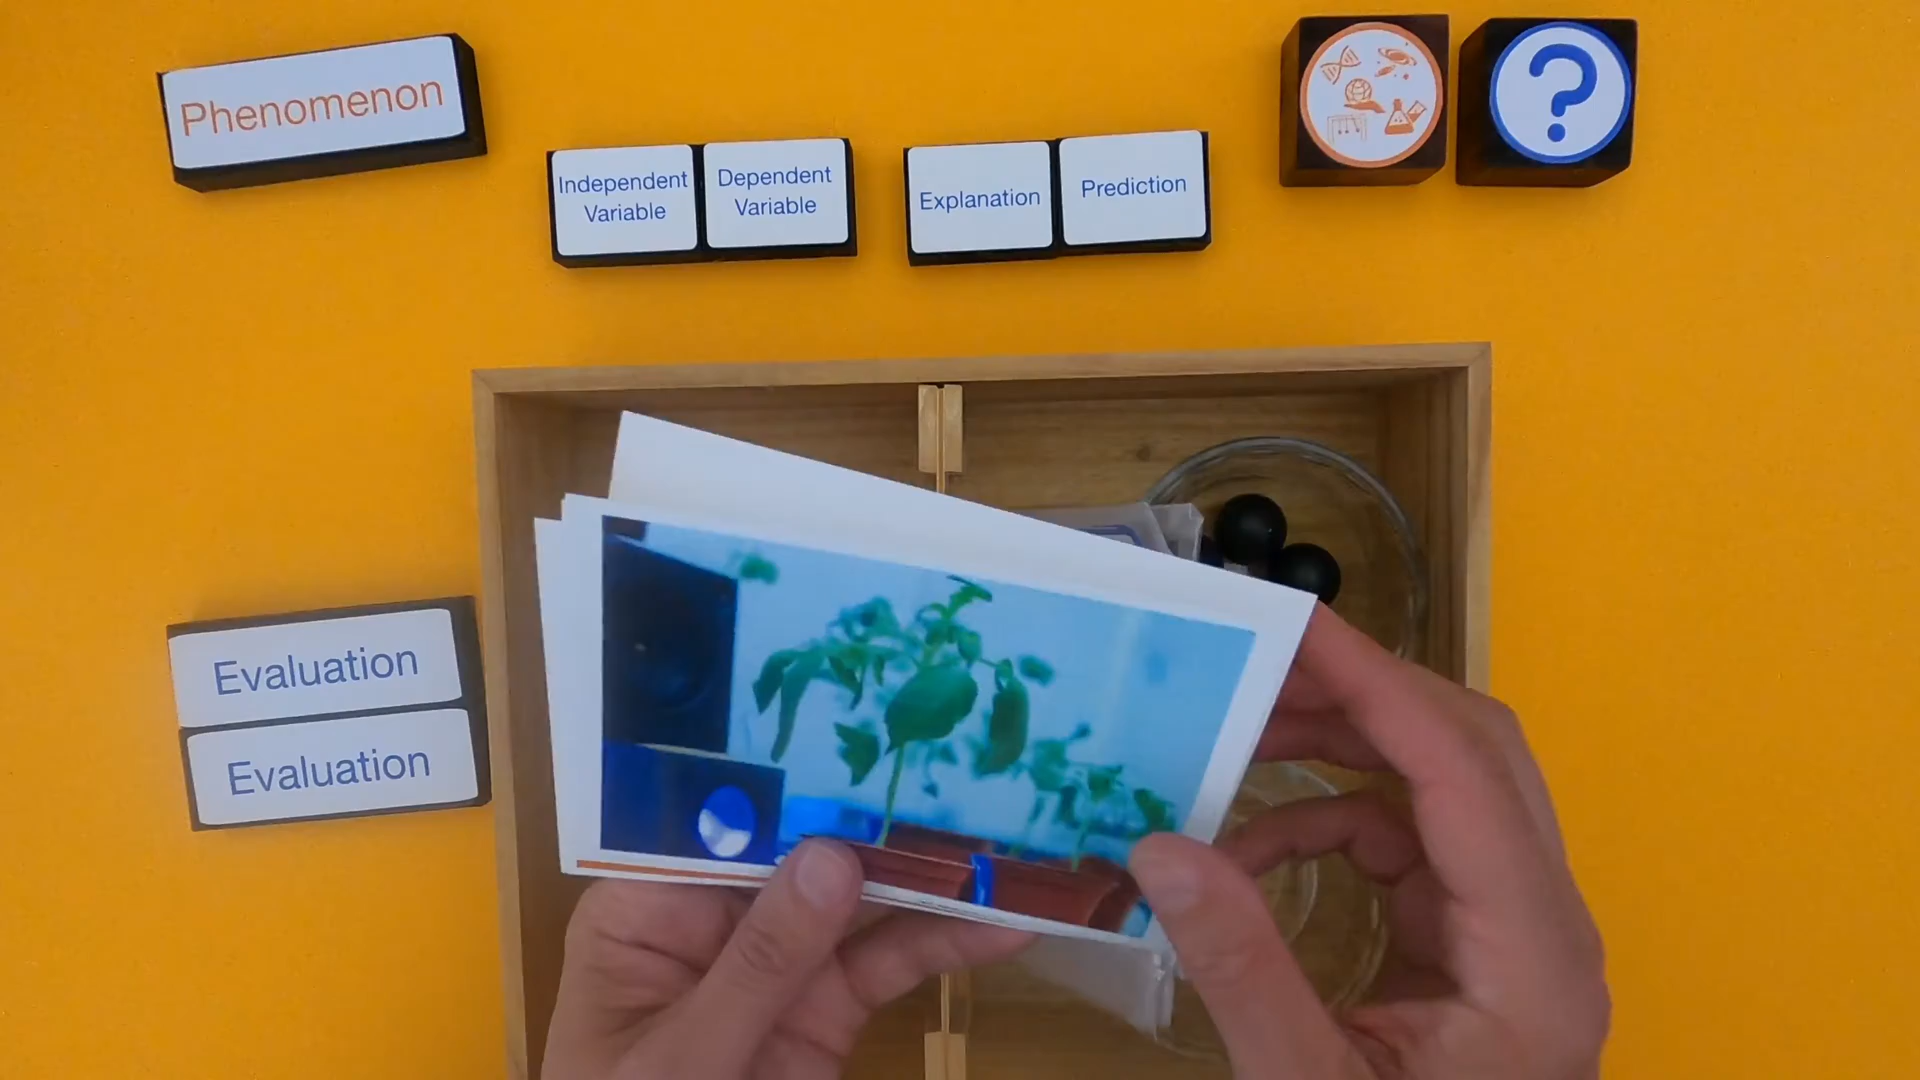 Phenomenon
Independent
Variable
Dependent
Variable
Explanation
Prediction
?
Evaluation
Evaluation